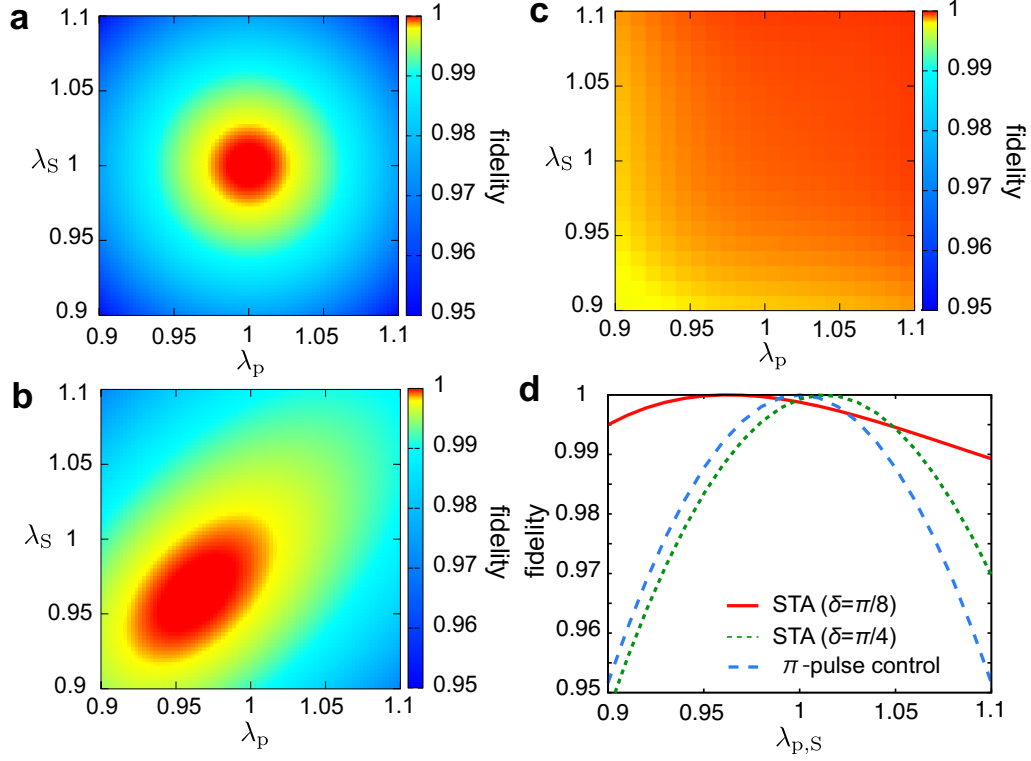 a
1.1
1.05
λS 1
0.95
0.9
0.9 0.95 1 1.05 1.1
λp
1
0.99
0.98
0.97
0.96
0.95
fidelity
c
1.1
1.05
λS 1
0.95
0.9
0.9 0.95 1 1.05 1.1
λp
1
0.99
0.98
0.97
0.96
0.95
fidelity
b
1.1
1.05
λS 1
0.95
0.9
0.9 0.95 1 1.05 1.1
λp
1
0.99
0.98
0.97
0.96
0.95
fidelity
d
1
0.99
0.98
0.97
0.96
0.95
fidelity
STA (δ=π/8)
STA (δ=π/4)
π -pulse control
0.9 0.95 1 1.05 1.1
λp,S